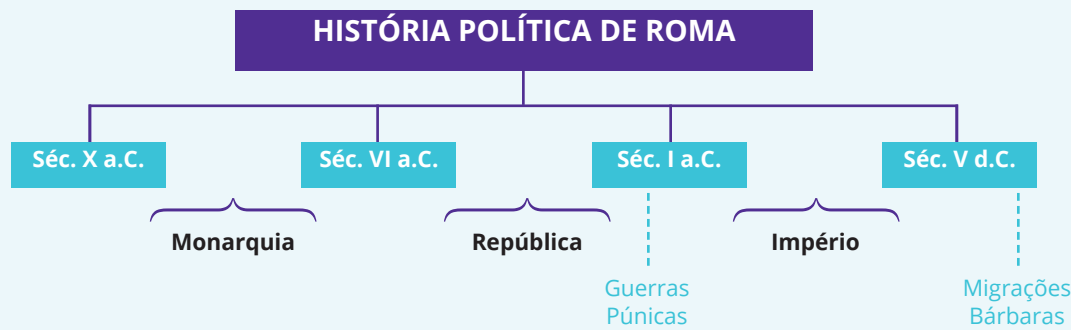 HISTÓRIA POLÍTICA DE ROMA
Séc. X a.C.
Séc. VI a.C.
Séc. I a.C.
Séc. V d.C.
Monarquia
República
Império
Guerras
Púnicas
Migrações
Bárbaras